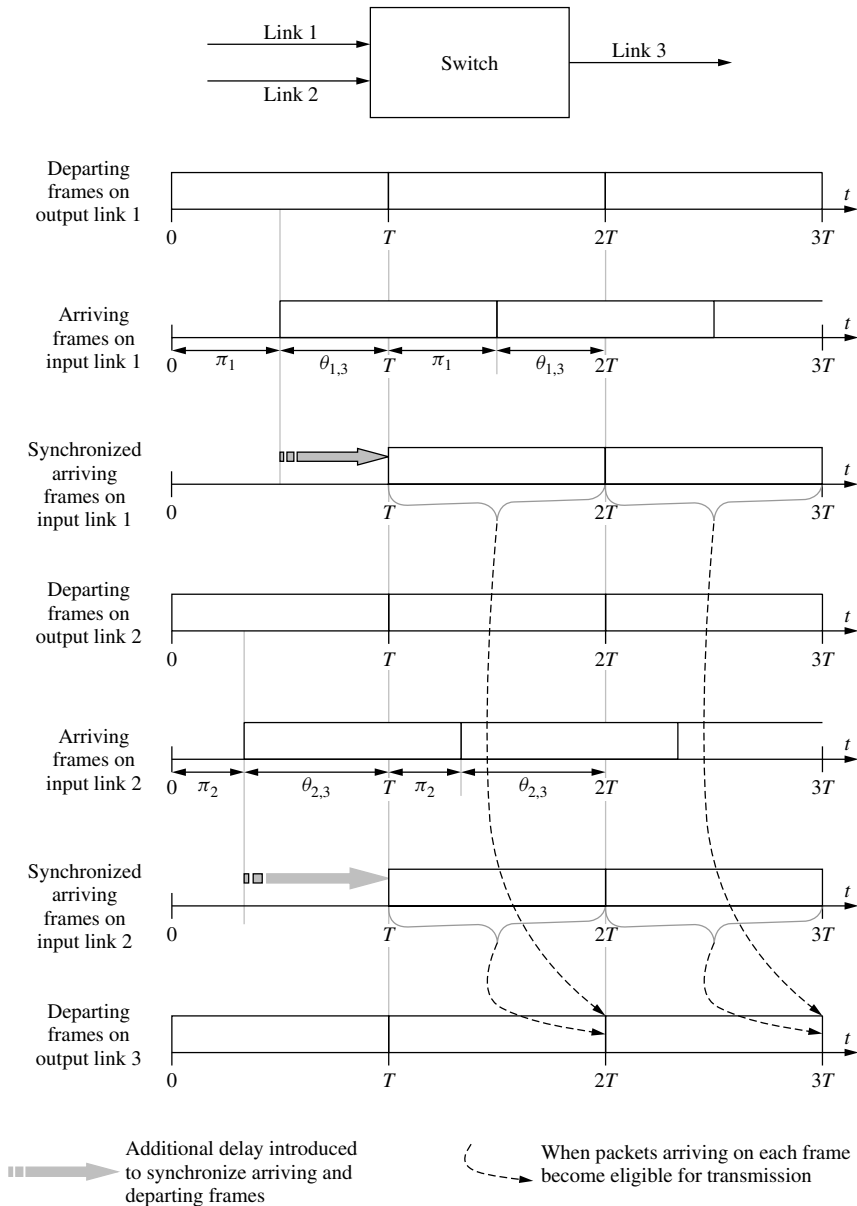 Link 1
Link 2
Switch
Link 3
Departing
frames on
output link 1
t
0
T
2T
3T
Arriving
frames on
input link 1
t
0
π1
θ1,3
T
π1
θ1,3
2T
3T
Synchronized
arriving
frames on
input link 1
t
0
T
2T
3T
Departing
frames on
output link 2
t
0
T
2T
3T
Arriving
frames on
input link 2
t
0
π2
θ2,3
T
π2
θ2,3
2T
3T
Synchronized
arriving
frames on
input link 2
t
0
T
2T
3T
Departing
frames on
output link 3
t
0
T
2T
3T
Additional delay introduced
to synchronize arriving and
departing frames
When packets arriving on each frame
become eligible for transmission